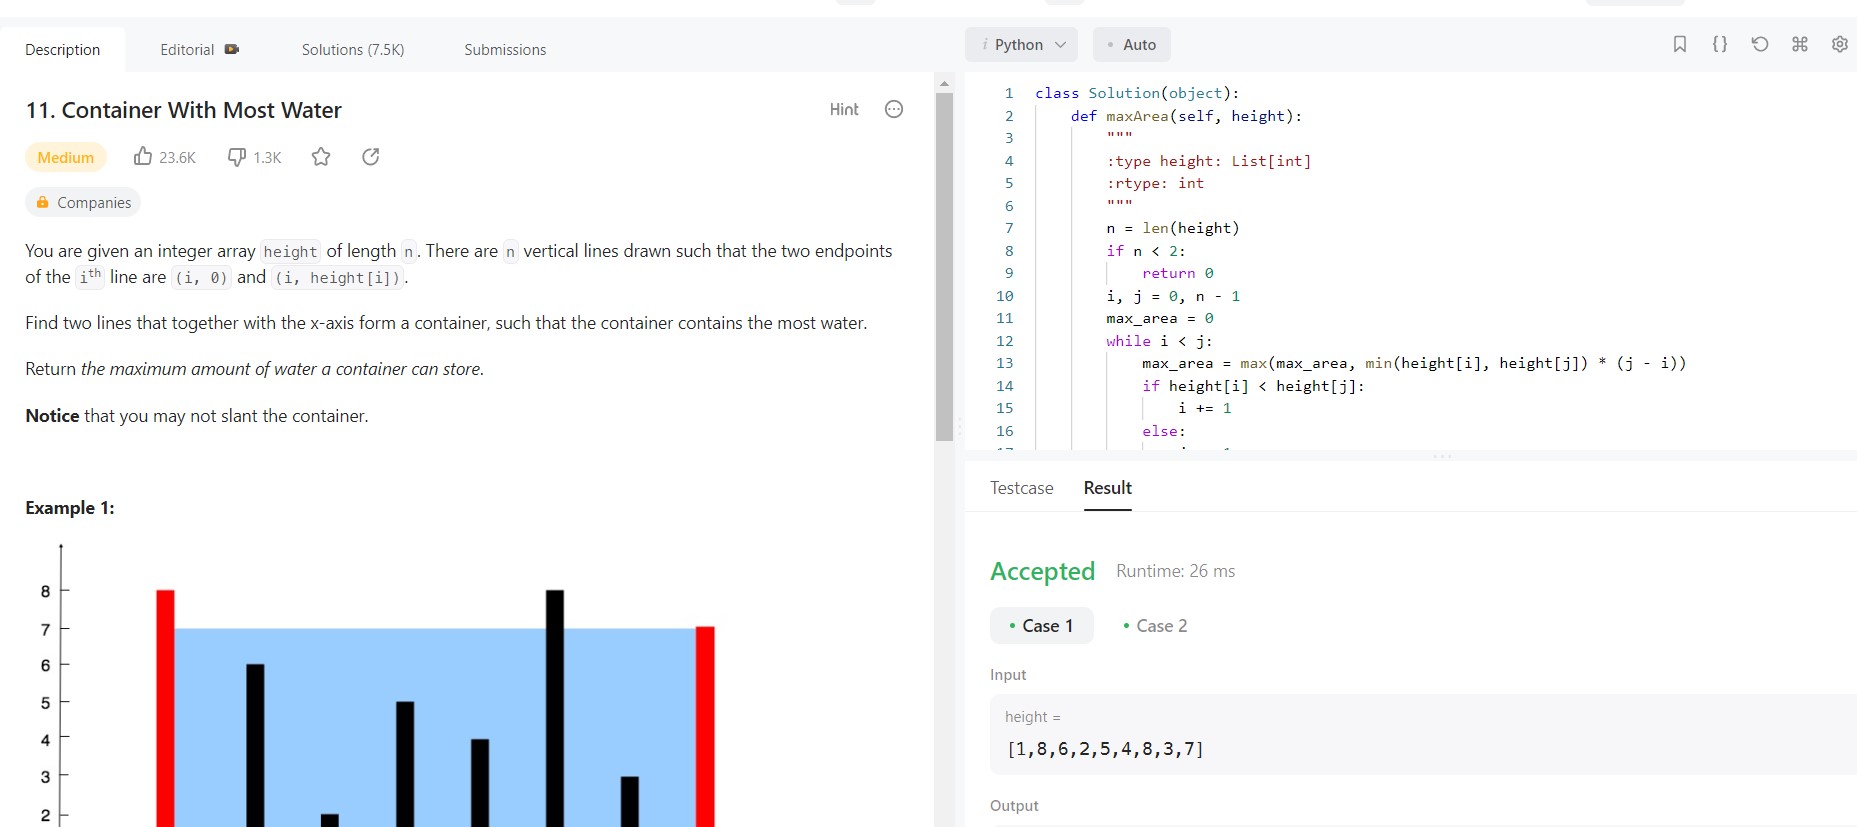 Description
Editorial
Solutions (7.5K)
Submissions
11. Container With Most Water
Hint
Medium
23.6K
1.3K
Companies
You are given an integer array height of length n. There are n vertical lines drawn such that the two endpoints
of the ith line are (i, 0) and (i, height[i]).
Find two lines that together with the x-axis form a container, such that the container contains the most water.
Return the maximum amount of water a container can store.
Notice that you may not slant the container.
Example 1:
8
7
6
5
4
3
2
i Python
• Auto
{}
1 class Solution(object):
2 def maxArea(self, height):
3 """
4 :type height: List[int]
5 :rtype: int
6 """
7 n = len(height)
8 if n < 2:
9 return 0
10 i, j = 0, n - 1
11 max_area = 0
12 while i < j:
13 max_area = max(max_area, min(height[i], height[j]) * (j - i))
14 if height[i] < height[j]:
15 i += 1
16 else:
Testcase
Result
Accepted
Runtime: 26 ms
• Case 1
• Case 2
Input
height =
[1,8,6,2,5,4,8,3,7]
Output